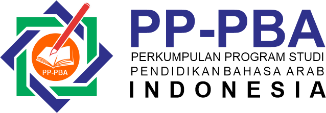 PP-PBA
PP-PBA
PERKUMPULAN PROGRAM STUDI
PENDIDIKAN BAHASA ARAB
INDONESIA